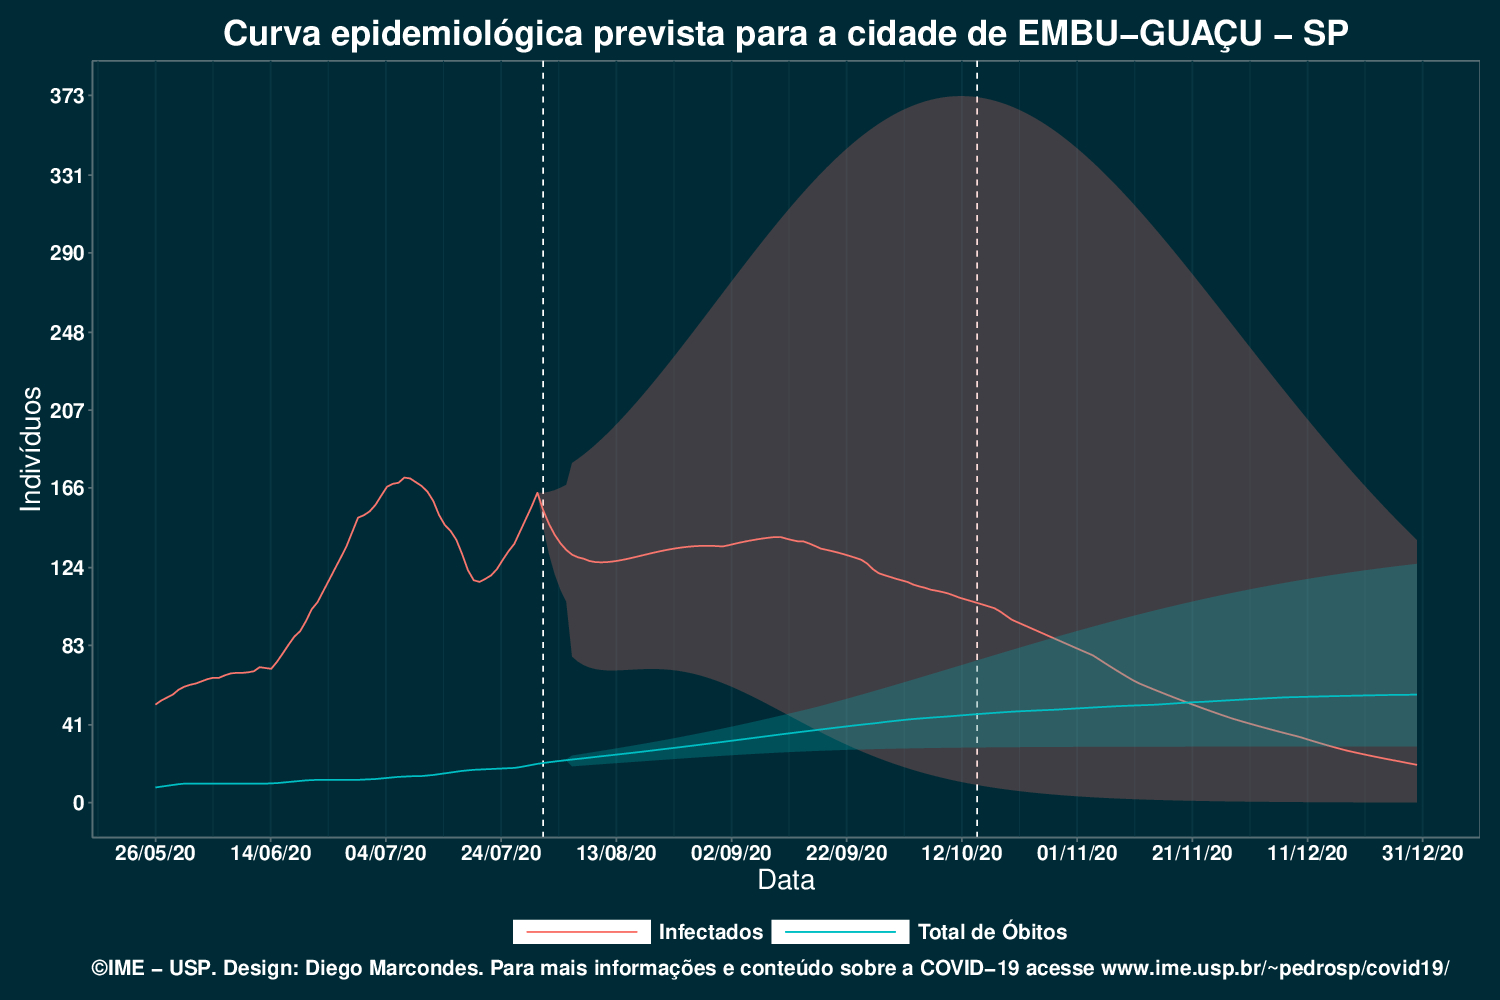 Curva epidemiológica prevista para a cidade de EMBU−GUAÇU − SP
Indivíduos
373
331
290
248
207
166
124
83
41
0
26/05/20 14/06/20 04/07/20 24/07/20 13/08/20 02/09/20 22/09/20 12/10/20 01/11/20 21/11/20 11/12/20 31/12/20
Data
Infectados Total de Óbitos
©IME − USP. Design: Diego Marcondes. Para mais informações e conteúdo sobre a COVID−19 acesse www.ime.usp.br/~pedrosp/covid19/